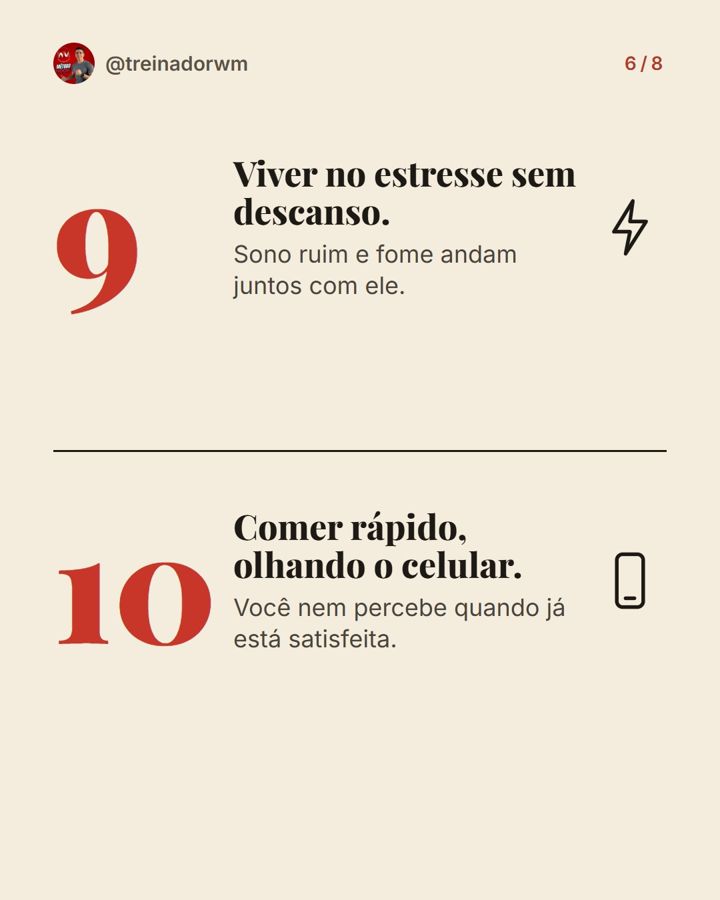 @treinadorwm
6/8
9
Viver no estresse sem
descanso.
Sono ruim e fome andam
juntos com ele.
10
Comer rápido,
olhando o celular.
Você nem percebe quando já
está satisfeita.